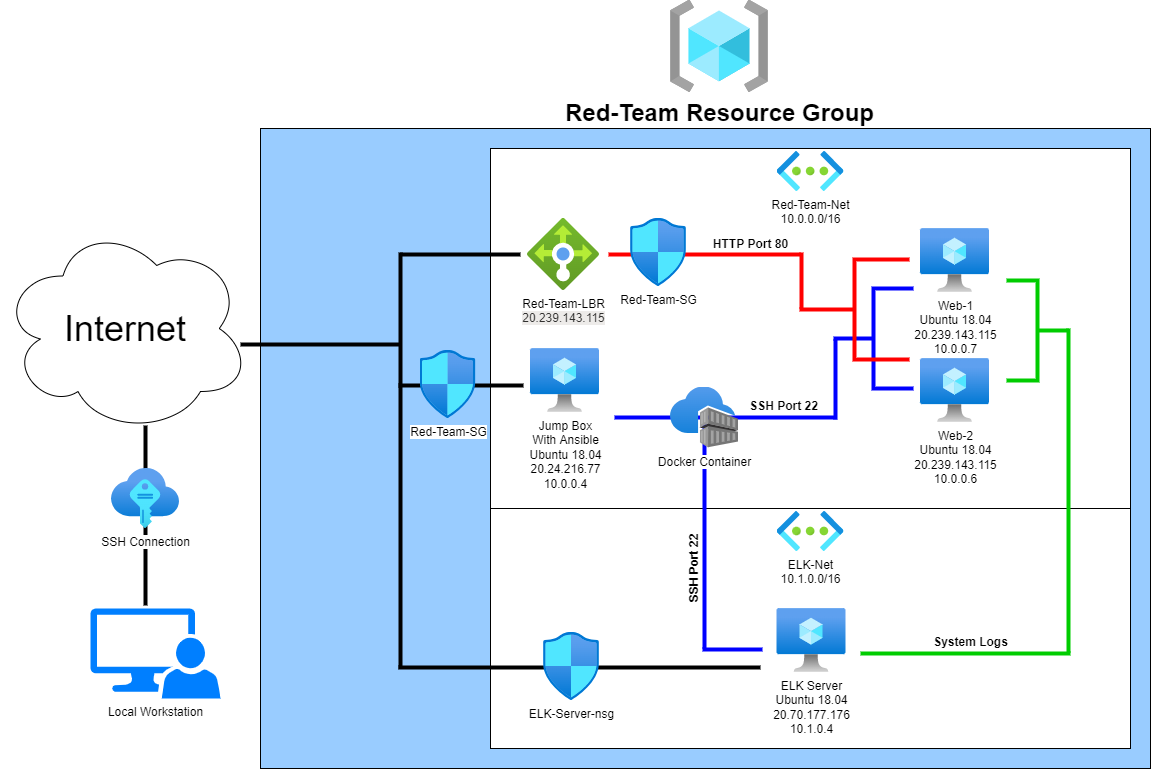 Red-Team Resource Group
Red-Team-Net
10.0.0.0/16
HTTP Port 80
Red-Team-LBR
20.239.143.115
Red-Team-SG
Web-1
Ubuntu 18.04
20.239.143.115
10.0.0.7
Internet
Red-Team-SG
Jump Box
With Ansible
Ubuntu 18.04
20.24.216.77
10.0.0.4
SSH Port 22
Docker Container
Web-2
Ubuntu 18.04
20.239.143.115
10.0.0.6
SSH Connection
SSH Port 22
ELK-Net
10.1.0.0/16
System Logs
ELK Server
Ubuntu 18.04
20.70.177.176
10.1.0.4
ELK-Server-nsg
Local Workstation